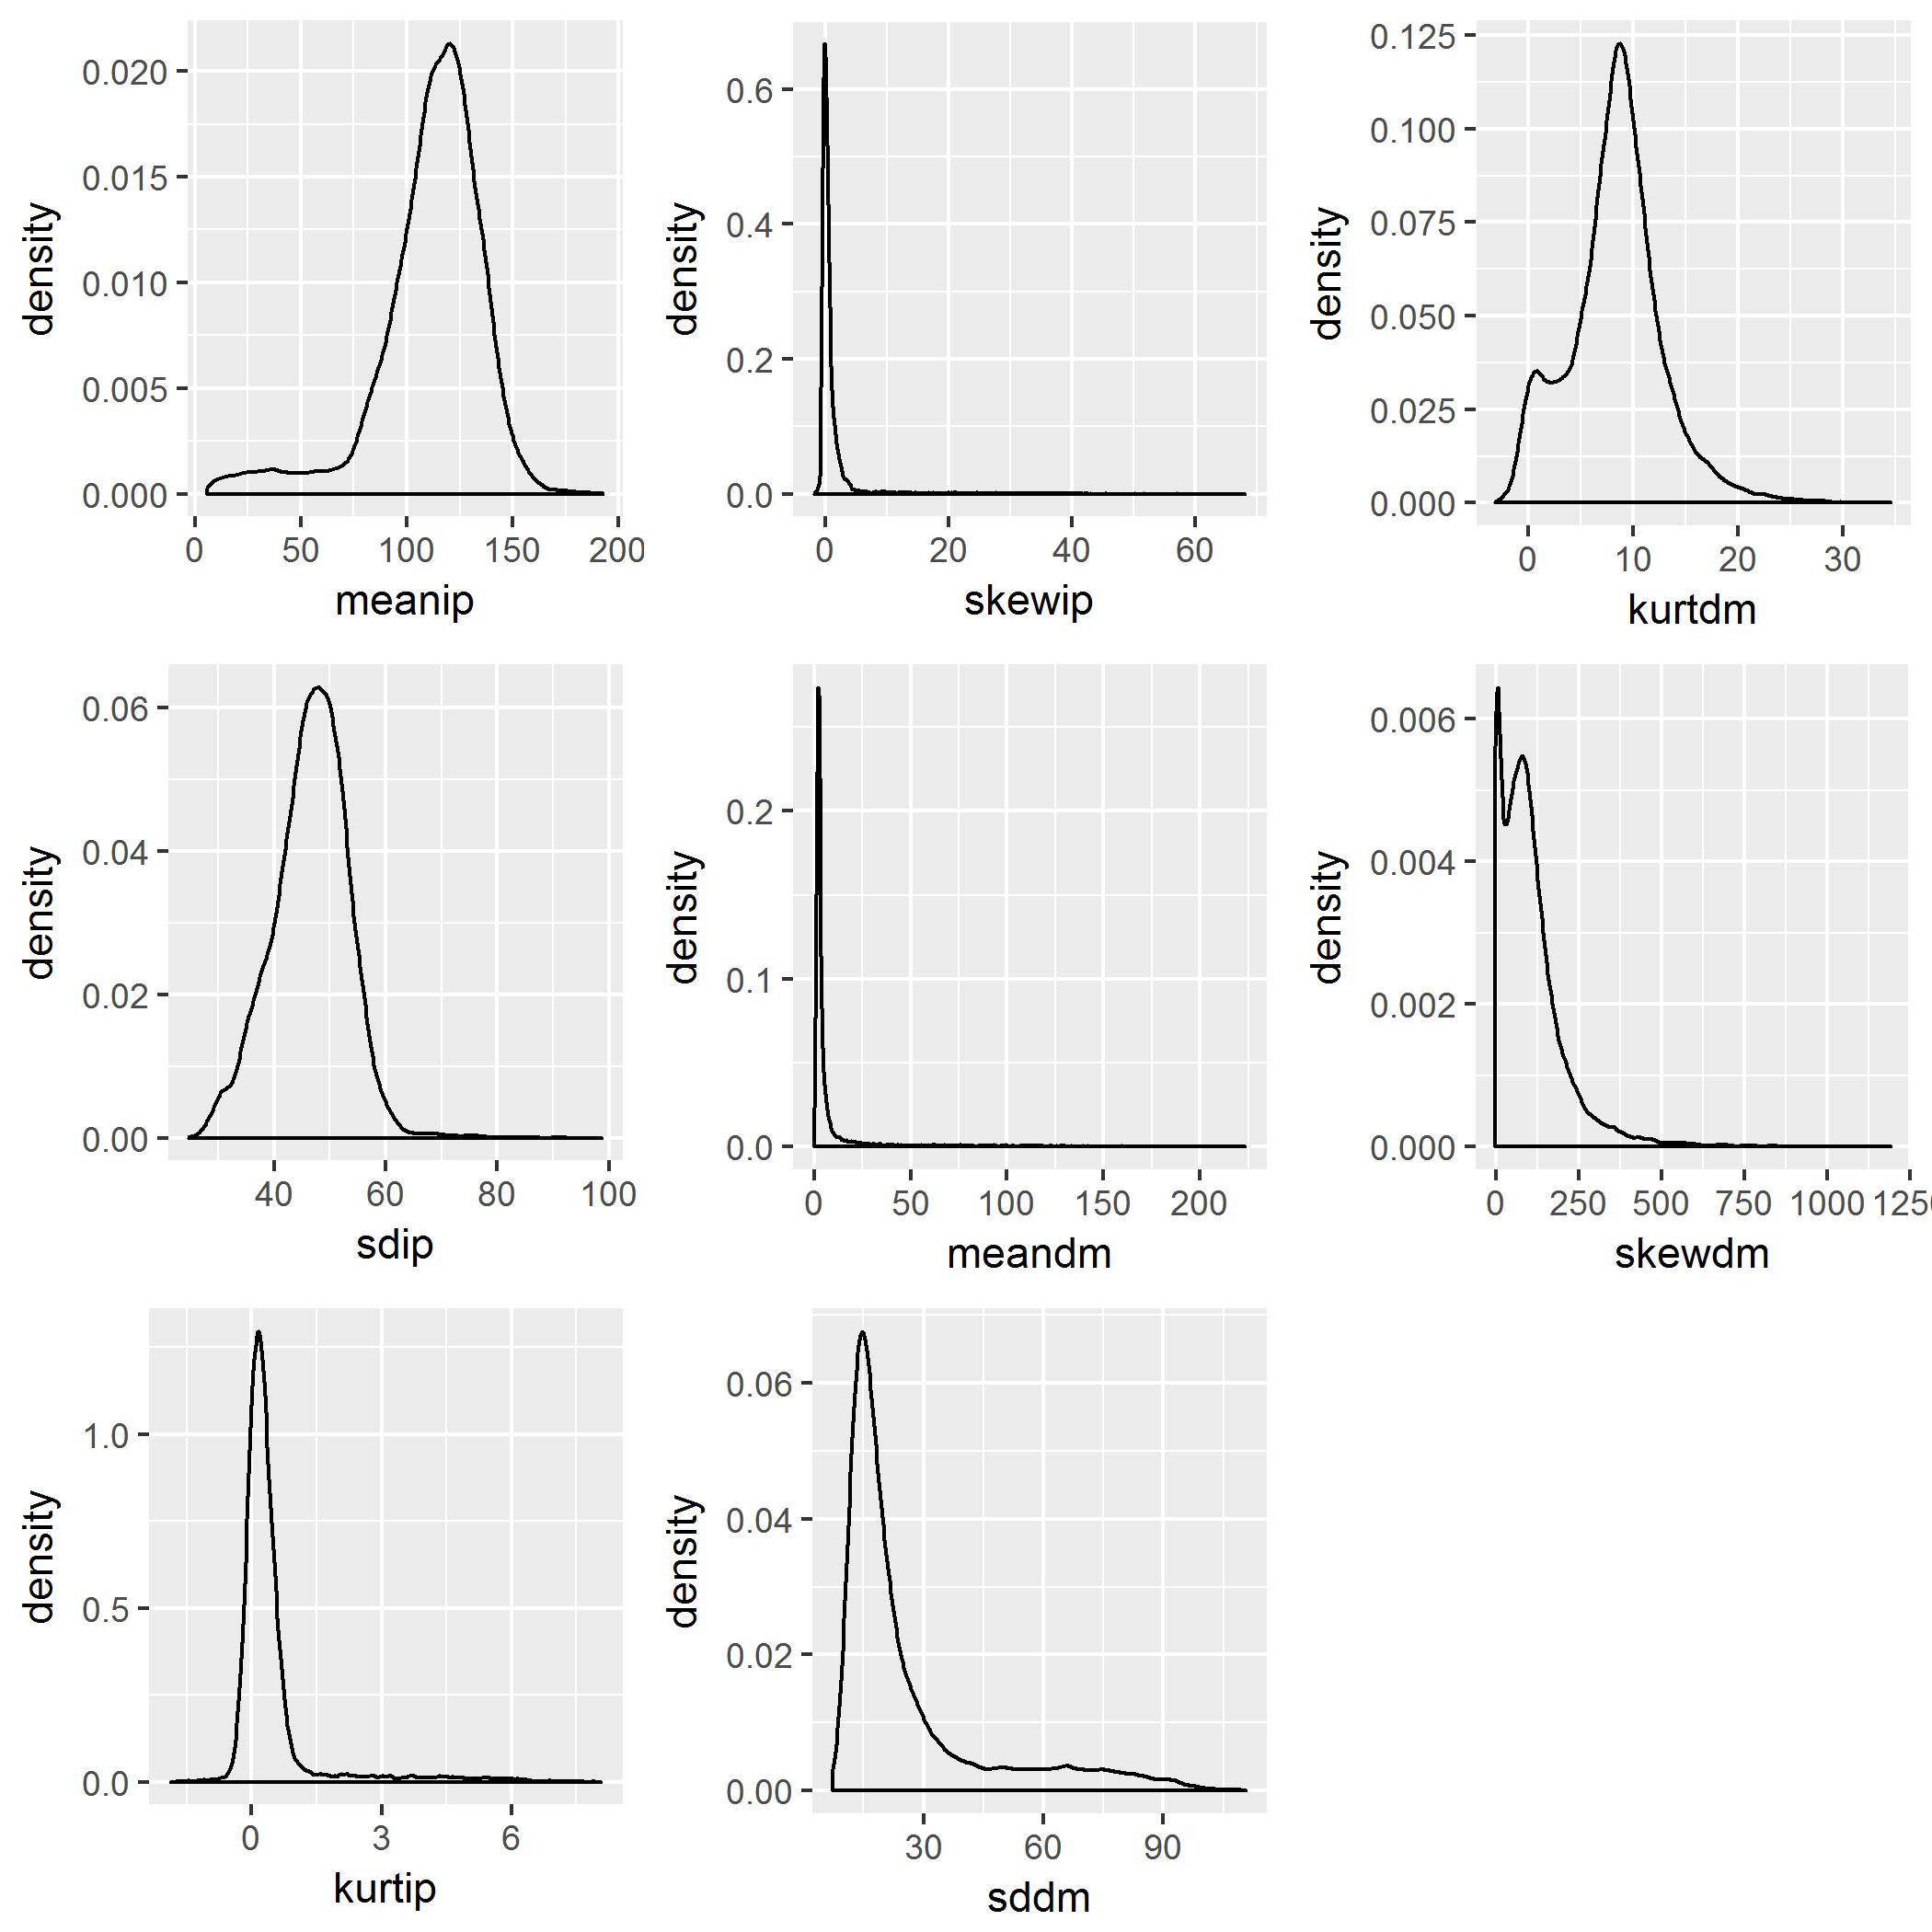 density
0.020
0.015
0.010
0.005
0.000
0 50 100 150 200
meanip
density
0.6
0.4
0.2
0.0
0 20 40 60
skewip
density
0.125
0.100
0.075
0.050
0.025
0.000
0 10 20 30
kurtdm
density
0.06
0.04
0.02
0.00
40 60 80 100
sdip
density
0.2
0.1
0.0
0 50 100 150 200
meandm
density
0.006
0.004
0.002
0.000
0 250 500 750 1000 1250
skewdm
density
1.0
0.5
0.0
0 3 6
kurtip
density
0.06
0.04
0.02
0.00
30 60 90
sddm